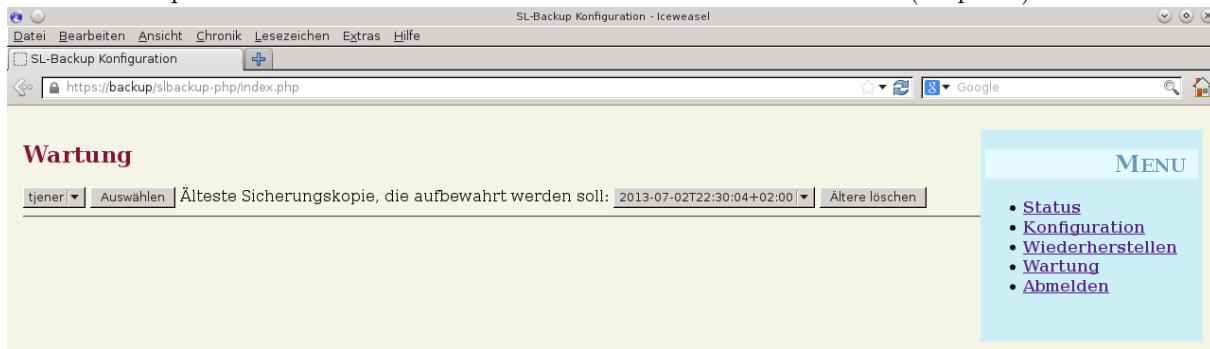 SL-Backup Konfiguration - Iceweasel
Datei Bearbeiten Ansicht Chronik Lesezeichen Extras Hilfe
SL-Backup Konfiguration
https://backup/slbackup-php/index.php
8 Google
Wartung
tjener Auswählen Älteste Sicherungskopie, die aufbewahrt werden soll: 2013-07-02T22:30:04+02:00 Ältere löschen
Menu
Status
Konfiguration
Wiederherstellen
Wartung
Abmelden